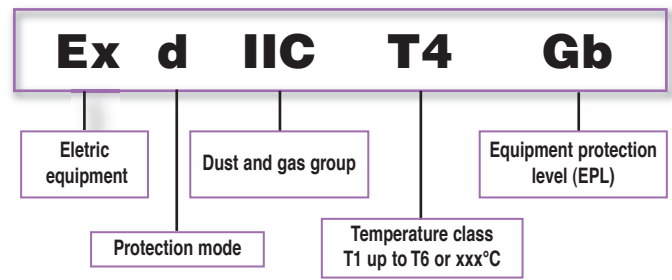 Ex d IIC T4 Gb
Eletric
equipment
Dust and gas group
Equipment protection
level (EPL)
Protection mode
Temperature class
T1 up to T6 or xxx°C